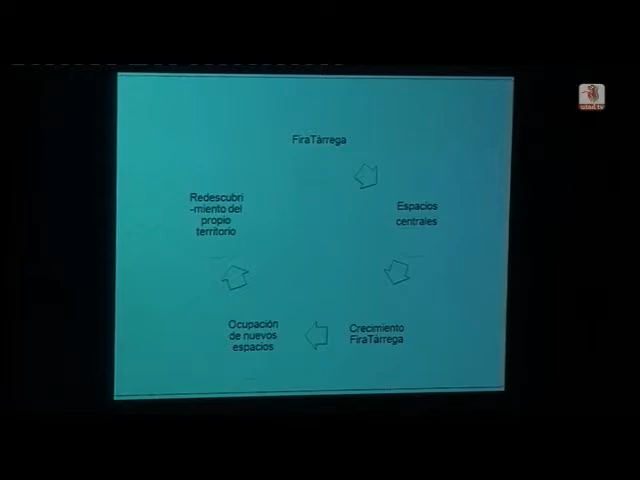 FiraTàrrega
Espacios
centrales
Crecimiento
FiraTàrrega
Ocupación
de nuevos
espacios
Redescubri
-miento del
propio
territorio